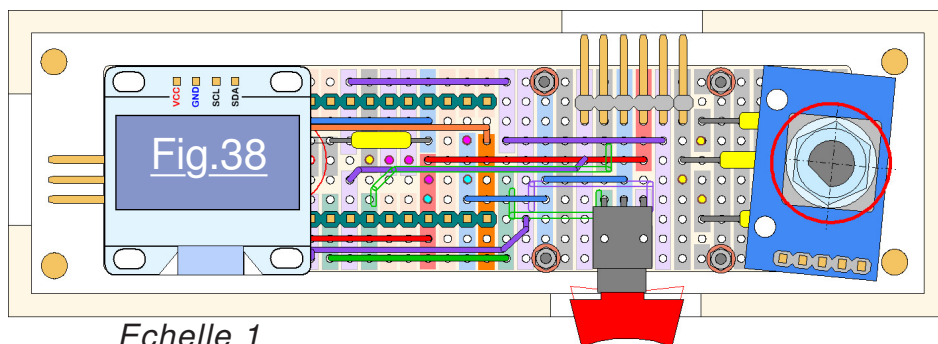 VCC
GND
SCL
SDA
Fig.38
Echelle 1